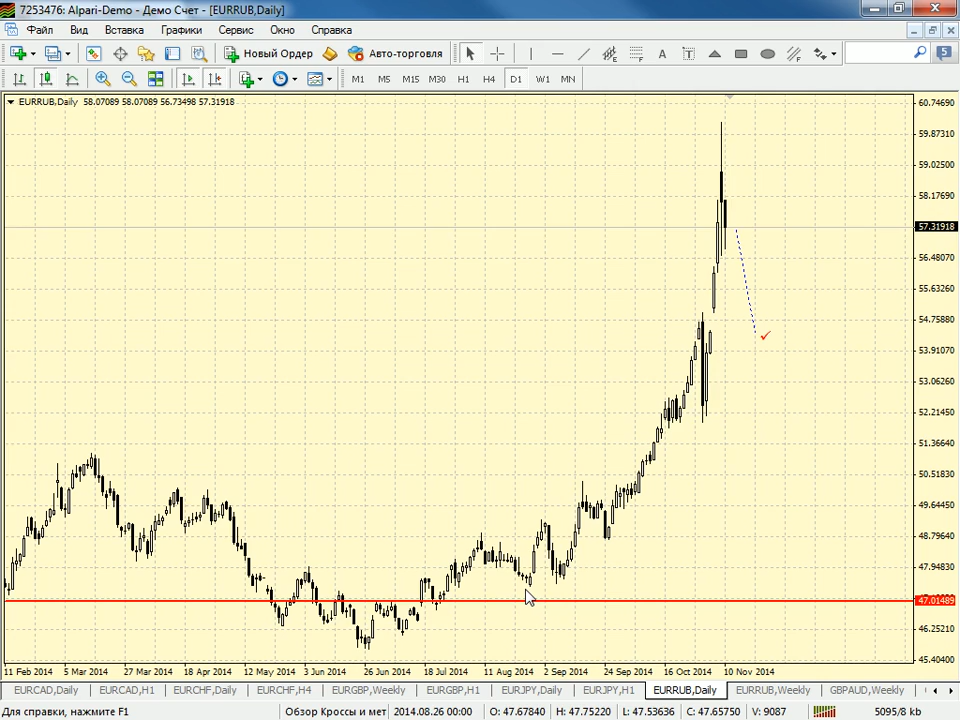 7253476: Alpari-Demo - Демо Счет - [EURRUB,Daily]
Файл Вид Вставка Графики Сервис Окно Справка
Новый Ордер Авто-торговля A T 5
M1 M5 M15 M30 H1 H4 D1 W1 MN
EURRUB,Daily 58.07089 58.07089 56.73498 57.31918
60.74690
59.87310
59.02500
58.17690
57.31918
56.48070
55.63260
54.75880
53.91070
53.06260
52.21450
51.36640
50.51830
49.64450
48.79640
47.94830
47.01489
46.25210
45.40400
11 Feb 2014 5 Mar 2014 27 Mar 2014 18 Apr 2014 12 May 2014 3 Jun 2014 26 Jun 2014 18 Jul 2014 11 Aug 2014 2 Sep 2014 24 Sep 2014 16 Oct 2014 10 Nov 2014
EURCAD,Daily EURCAD,H1 EURCHF,Daily EURCHF,H4 EURGBP,Weekly EURGBP,H1 EURJPY,Daily EURJPY,H1 EURRUB,Daily EURRUB,Weekly GBPAUD,Weekly
Для справки, нажмите F1 Обзор Кроссы и мет 2014.08.26 00:00 O: 47.67840 H: 47.75220 L: 47.53636 C: 47.65750 V: 9087 5095/8 kb